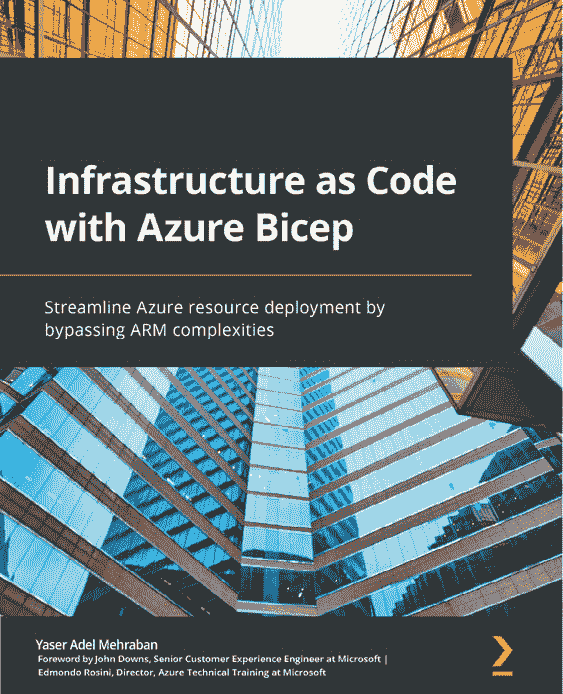 Infrastructure as Code
with Azure Bicep
Streamline Azure resource deployment by
bypassing ARM complexities
Yaser Adel Mehraban
Foreword by John Downs, Senior Customer Experience Engineer at Microsoft |
Edmondo Rosini, Director, Azure Technical Training at Microsoft